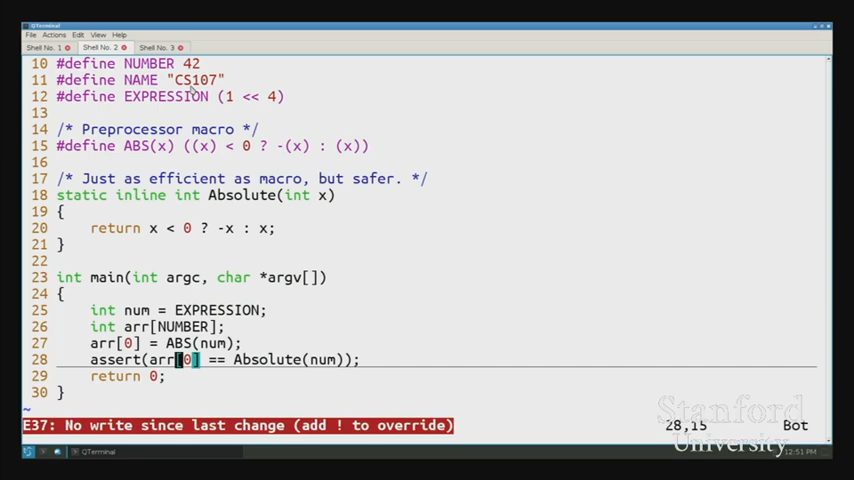 QTerminal
File Actions Edit View Help
Shell No. 1 Shell No. 2 Shell No. 3
10 #define NUMBER 42
11 #define NAME "CS107"
12 #define EXPRESSION (1 << 4)
13
14 /* Preprocessor macro */
15 #define ABS(x) ((x) < 0 ? -(x) : (x))
16
17 /* Just as efficient as macro, but safer. */
18 static inline int Absolute(int x)
19 {
20     return x < 0 ? -x : x;
21 }
22
23 int main(int argc, char *argv[])
24 {
25     int num = EXPRESSION;
26     int arr[NUMBER];
27     arr[0] = ABS(num);
28     assert(arr[0] == Absolute(num));
29     return 0;
30 }
~
E37: No write since last change (add ! to override) 28,15 Bot
Stanford
University
QTerminal 12:51 PM